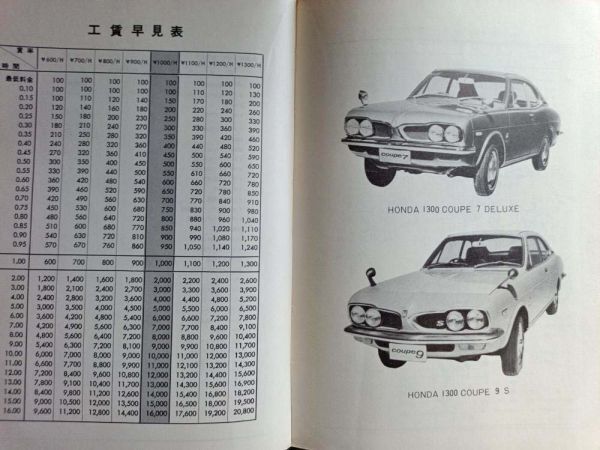 工賃早見表
賃率
時間
¥600/H ¥700/H ¥800/H ¥900/H ¥1000/H ¥1100/H ¥1200/H ¥1300/H
最低料金 100 100 100 100 100 100 100 100
0.10 100 100 100 100 100 110 120 130
0.15 100 110 120 140 150 170 180 200
0.20 120 140 160 180 200 220 240 260
0.25 150 180 200 230 250 280 300 330
0.30 180 210 240 270 300 330 360 390
0.35 210 250 280 320 350 390 420 460
0.40 240 280 320 360 400 440 480 520
0.45 270 320 360 410 450 500 540 590
0.50 300 350 400 450 500 550 600 650
0.55 330 390 440 500 550 610 660 720
0.60 360 420 480 540 600 660 720 780
0.65 390 460 520 590 650 720 780 850
0.70 420 490 560 630 700 770 840 910
0.75 450 530 600 680 750 830 900 980
0.80 480 560 640 720 800 880 960 1,040
0.85 510 600 680 770 850 940 1,020 1,110
0.90 540 630 720 810 900 990 1,080 1,170
0.95 570 670 760 860 950 1,050 1,140 1,240
1.00 600 700 800 900 1,000 1,100 1,200 1,300
2.00 1,200 1,400 1,600 1,800 2,000 2,200 2,400 2,600
3.00 1,800 2,100 2,400 2,700 3,000 3,300 3,600 3,900
4.00 2,400 2,800 3,200 3,600 4,000 4,400 4,800 5,200
5.00 3,000 3,500 4,000 4,500 5,000 5,500 6,000 6,500
6.00 3,600 4,200 4,800 5,400 6,000 6,600 7,200 7,800
7.00 4,200 4,900 5,600 6,300 7,000 7,700 8,400 9,100
8.00 4,800 5,600 6,400 7,200 8,000 8,800 9,600 10,400
9.00 5,400 6,300 7,200 8,100 9,000 9,900 10,800 11,700
10.00 6,000 7,000 8,000 9,000 10,000 11,000 12,000 13,000
11.00 6,600 7,700 8,800 9,900 11,000 12,100 13,200 14,300
12.00 7,200 8,400 9,600 10,800 12,000 13,200 14,400 15,600
13.00 7,800 9,100 10,400 11,700 13,000 14,300 15,600 16,900
14.00 8,400 9,800 11,200 12,600 14,000 15,400 16,800 18,200
15.00 9,000 10,500 12,000 13,500 15,000 16,500 18,000 19,500
16.00 9,600 11,200 12,800 14,400 16,000 17,600 19,200 20,800
coupe 7
HONDA 1300 COUPE 7 DELUXE
S
coupe 9
HONDA 1300 COUPE 9 S